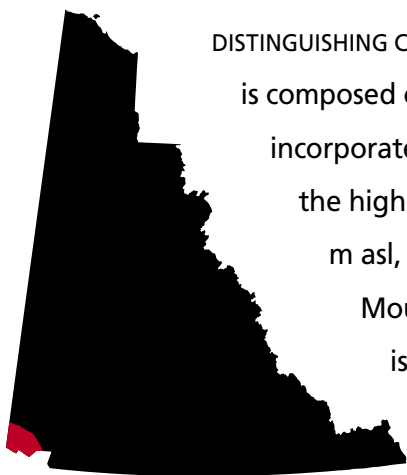 DISTINGUISHING
is composed
incorporate
the high
m asl,
Mou
is